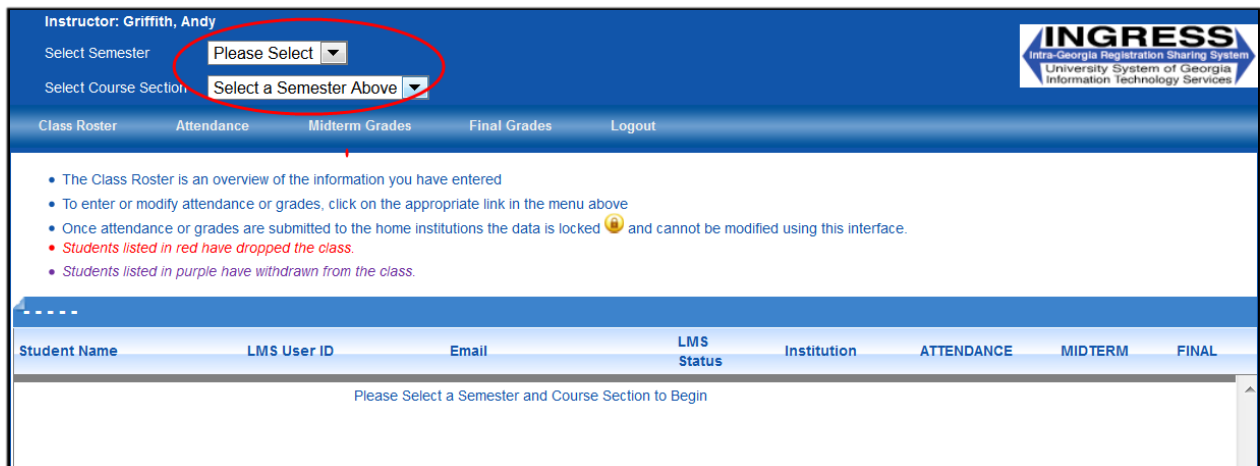 Instructor: Griffith, Andy
Select Semester Please Select
Select Course Section Select a Semester Above
INGRESS
Intra-Georgia Registration Sharing System
University System of Georgia
Information Technology Services
Class Roster Attendance Midterm Grades Final Grades Logout
The Class Roster is an overview of the information you have entered
To enter or modify attendance or grades, click on the appropriate link in the menu above
Once attendance or grades are submitted to the home institutions the data is locked and cannot be modified using this interface.
Students listed in red have dropped the class.
Students listed in purple have withdrawn from the class.
- - - - -
Student Name LMS User ID Email LMS Status Institution ATTENDANCE MIDTERM FINAL
Please Select a Semester and Course Section to Begin